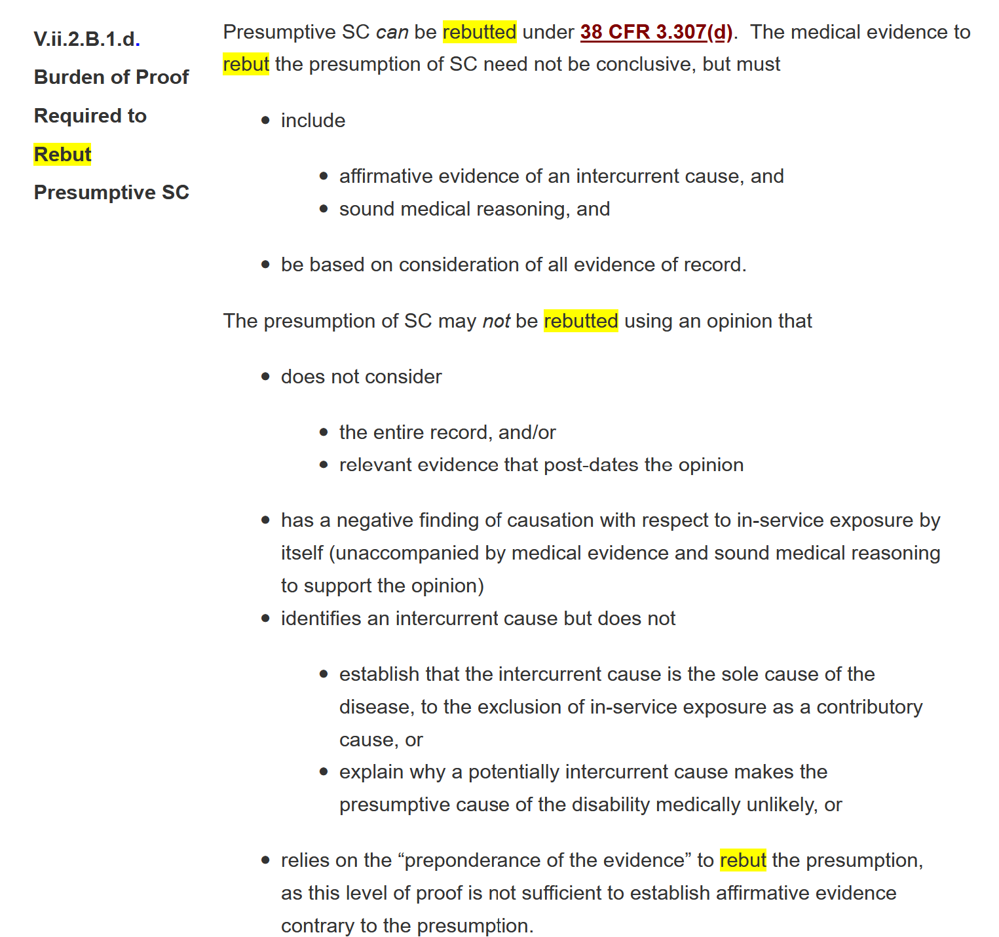 V.ii.2.B.1.d.
Burden of Proof
Required to
Rebut
Presumptive SC
Presumptive SC can be rebutted under 38 CFR 3.307(d).  The medical evidence to
rebut the presumption of SC need not be conclusive, but must
• include
• affirmative evidence of an intercurrent cause, and
• sound medical reasoning, and
• be based on consideration of all evidence of record.
The presumption of SC may not be rebutted using an opinion that
• does not consider
• the entire record, and/or
• relevant evidence that post-dates the opinion
• has a negative finding of causation with respect to in-service exposure by
itself (unaccompanied by medical evidence and sound medical reasoning
to support the opinion)
• identifies an intercurrent cause but does not
• establish that the intercurrent cause is the sole cause of the
disease, to the exclusion of in-service exposure as a contributory
cause, or
• explain why a potentially intercurrent cause makes the
presumptive cause of the disability medically unlikely, or
• relies on the “preponderance of the evidence” to rebut the presumption,
as this level of proof is not sufficient to establish affirmative evidence
contrary to the presumption.